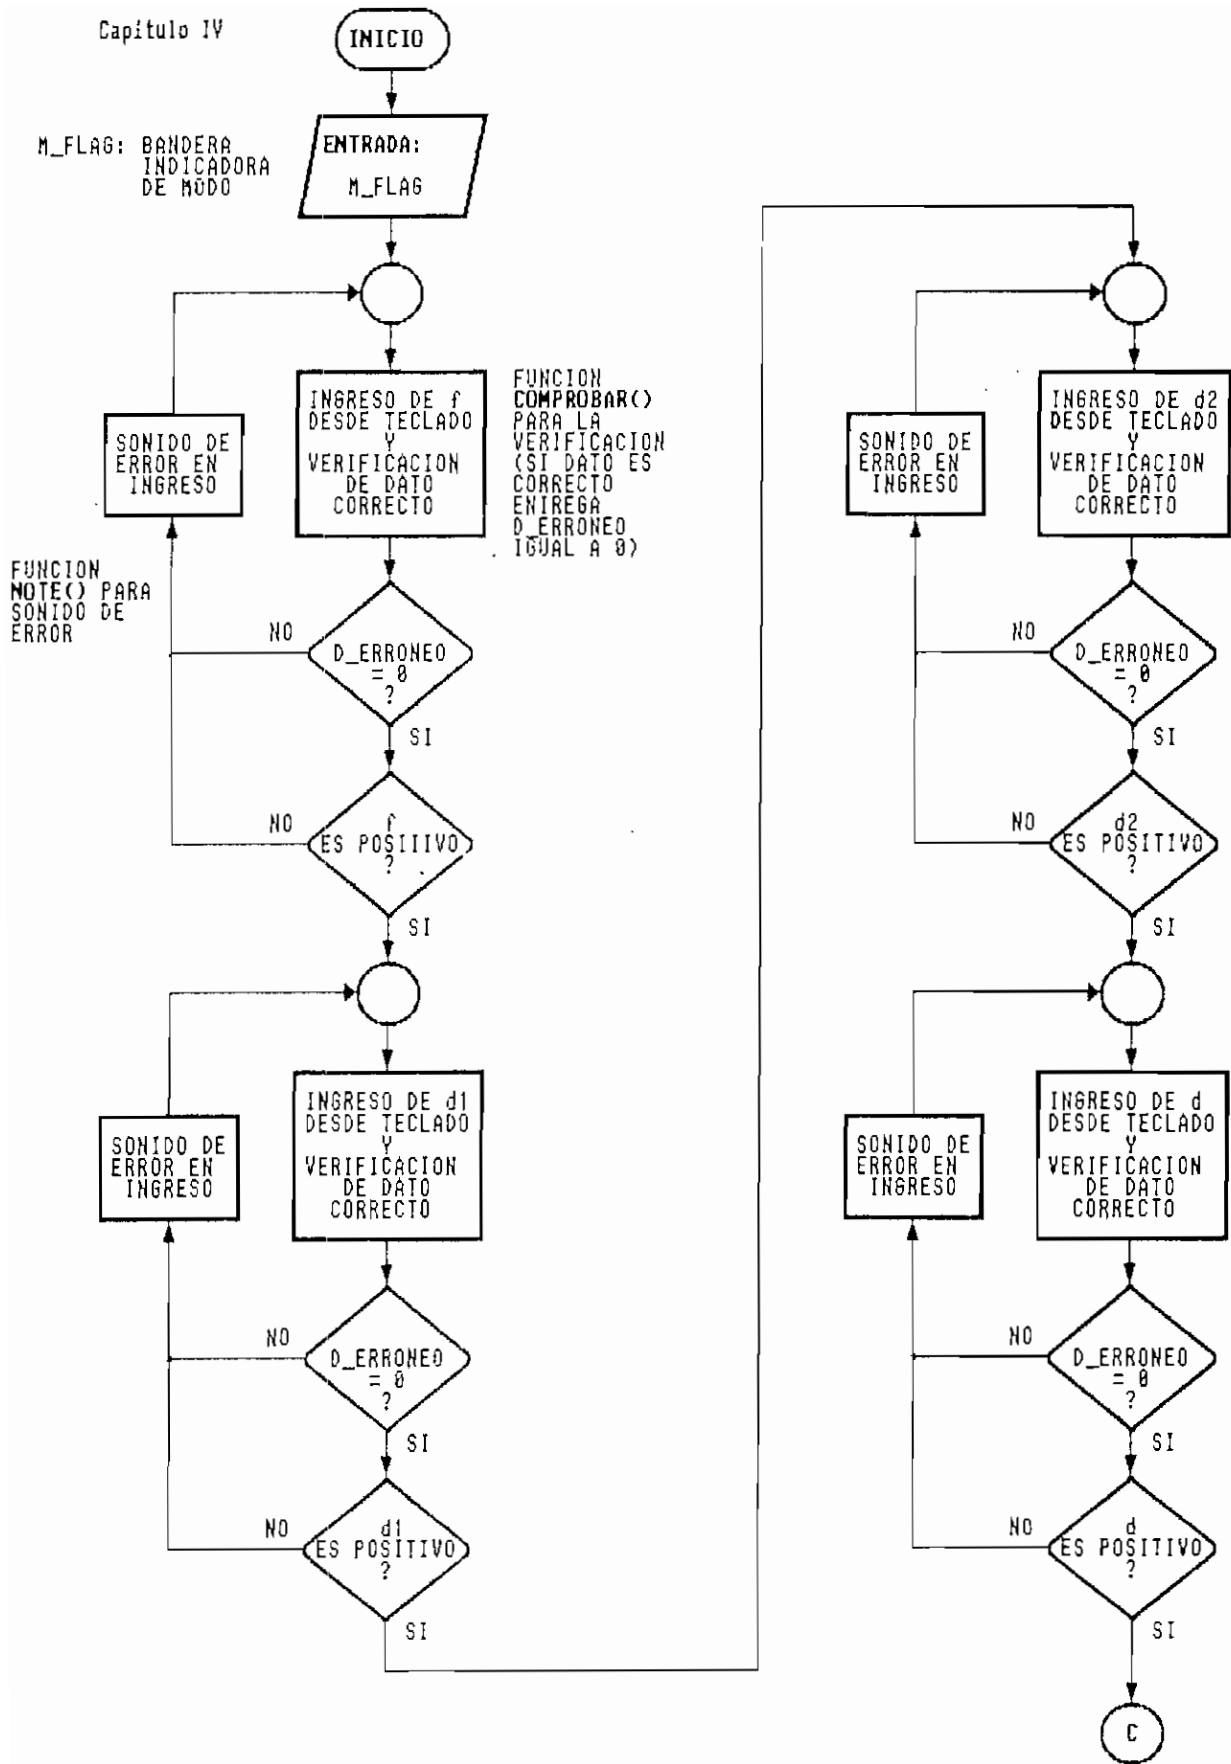 Capítulo IV
INICIO
M_FLAG: BANDERA
INDICADORA
DE MODO
ENTRADA:
M_FLAG
INGRESO DE f
DESDE TECLADO
Y
VERIFICACION
DE DATO
CORRECTO
FUNCION
COMPROBAR()
PARA LA
VERIFICACION
(SI DATO ES
CORRECTO
ENTREGA
D_ERRONEO
IGUAL A 0)
SONIDO DE
ERROR EN
INGRESO
FUNCION
NOTE() PARA
SONIDO DE
ERROR
NO
D_ERRONEO
= 0
?
SI
NO
f
ES POSITIVO
?
SI
INGRESO DE d1
DESDE TECLADO
Y
VERIFICACION
DE DATO
CORRECTO
SONIDO DE
ERROR EN
INGRESO
NO
D_ERRONEO
= 0
?
SI
NO
d1
ES POSITIVO
?
SI
INGRESO DE d2
DESDE TECLADO
Y
VERIFICACION
DE DATO
CORRECTO
SONIDO DE
ERROR EN
INGRESO
NO
D_ERRONEO
= 0
?
SI
NO
d2
ES POSITIVO
?
SI
INGRESO DE d
DESDE TECLADO
Y
VERIFICACION
DE DATO
CORRECTO
SONIDO DE
ERROR EN
INGRESO
NO
D_ERRONEO
= 0
?
SI
NO
d
ES POSITIVO
?
SI
C